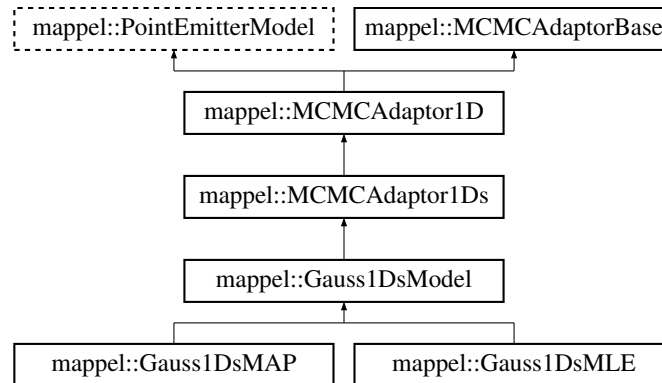 mappel::PointEmitterModel
mappel::MCMCAdaptorBase
mappel::MCMCAdaptor1D
mappel::MCMCAdaptor1Ds
mappel::Gauss1DsModel
mappel::Gauss1DsMAP
mappel::Gauss1DsMLE